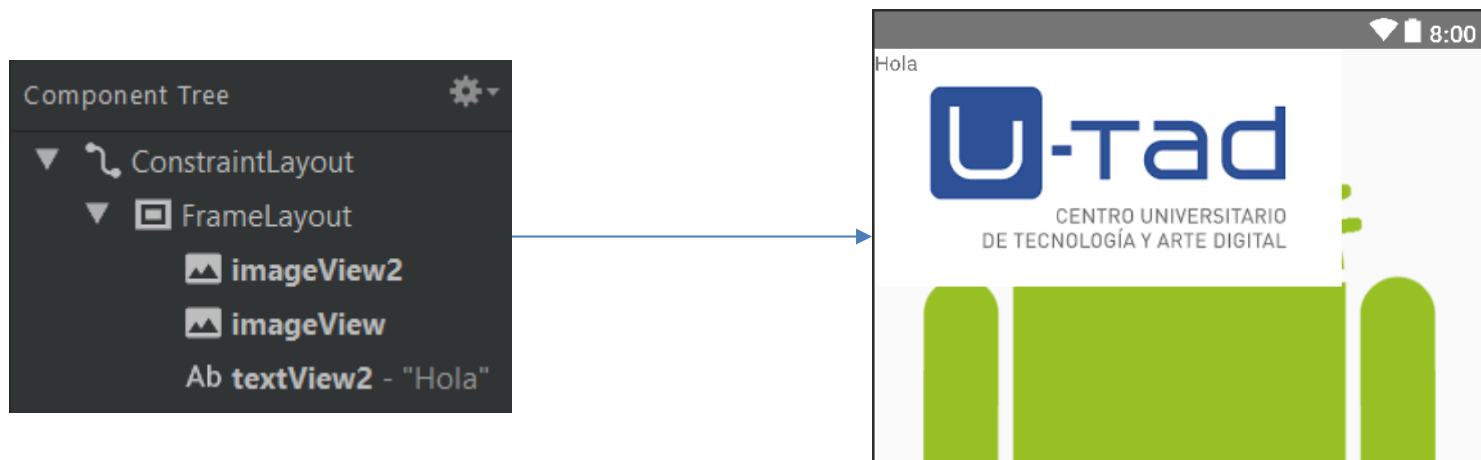 Component Tree
ConstraintLayout
FrameLayout
imageView2
imageView
Ab textView2 - "Hola"
8:00
Hola
U-Tad
CENTRO UNIVERSITARIO
DE TECNOLOGÍA Y ARTE DIGITAL